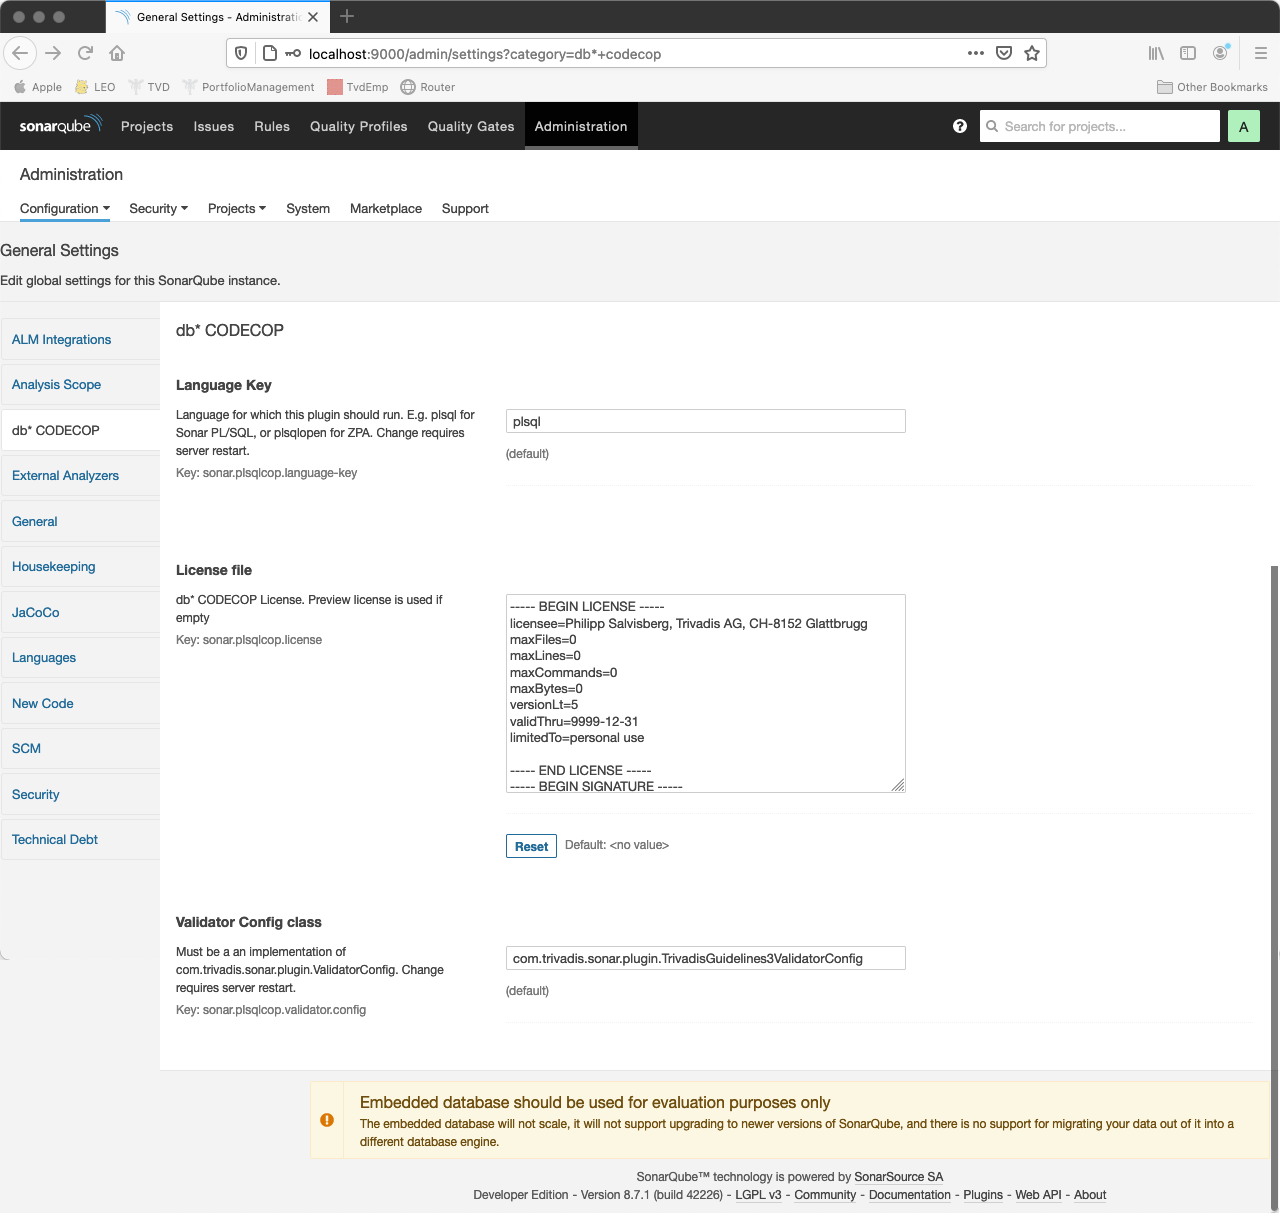 General Settings - Administrati
localhost:9000/admin/settings?category=db*+codecop
Apple LEO TVD PortfolioManagement TvdEmp Router Other Bookmarks
sonarqube Projects Issues Rules Quality Profiles Quality Gates Administration ? Search for projects... A
Administration
Configuration Security Projects System Marketplace Support
General Settings
Edit global settings for this SonarQube instance.
ALM Integrations
Analysis Scope
db* CODECOP
External Analyzers
General
Housekeeping
JaCoCo
Languages
New Code
SCM
Security
Technical Debt
db* CODECOP
Language Key
Language for which this plugin should run. E.g. plsql for
Sonar PL/SQL, or plsqlopen for ZPA. Change requires
server restart.
Key: sonar.plsqlcop.language-key
plsql
(default)
License file
db* CODECOP License. Preview license is used if
empty
Key: sonar.plsqlcop.license
----- BEGIN LICENSE -----
licensee=Philipp Salvisberg, Trivadis AG, CH-8152 Glattbrugg
maxFiles=0
maxLines=0
maxCommands=0
maxBytes=0
versionLt=5
validThru=9999-12-31
limitedTo=personal use
----- END LICENSE -----
----- BEGIN SIGNATURE -----
Reset Default: <no value>
Validator Config class
Must be a an implementation of
com.trivadis.sonar.plugin.ValidatorConfig. Change
requires server restart.
Key: sonar.plsqlcop.validator.config
com.trivadis.sonar.plugin.TrivadisGuidelines3ValidatorConfig
(default)
Embedded database should be used for evaluation purposes only
The embedded database will not scale, it will not support upgrading to newer versions of SonarQube, and there is no support for migrating your data out of it into a
different database engine.
SonarQube™ technology is powered by SonarSource SA
Developer Edition - Version 8.7.1 (build 42226) - LGPL v3 - Community - Documentation - Plugins - Web API - About